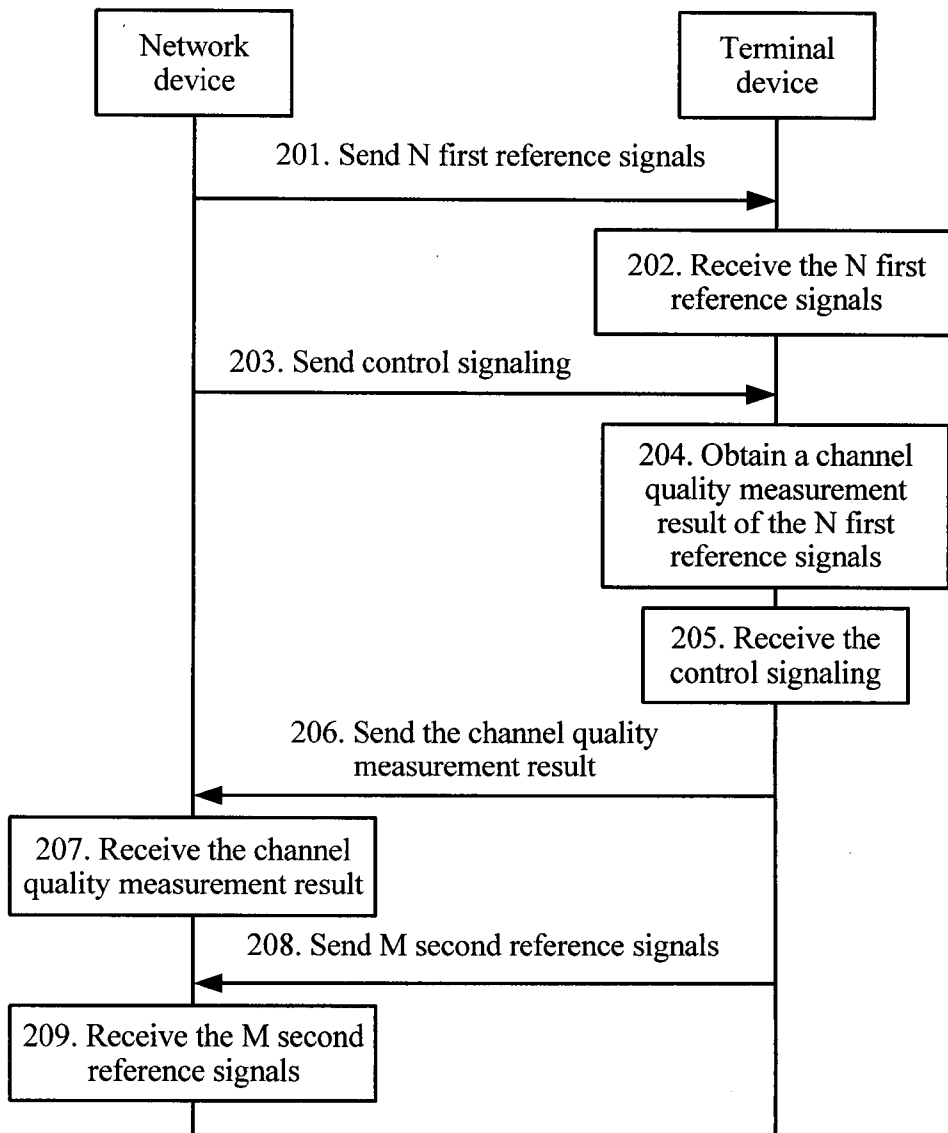 Network
device
Terminal
device
201. Send N first reference signals
202. Receive the N first
reference signals
203. Send control signaling
204. Obtain a channel
quality measurement
result of the N first
reference signals
205. Receive the
control signaling
206. Send the channel quality
measurement result
207. Receive the channel
quality measurement result
208. Send M second reference signals
209. Receive the M second
reference signals